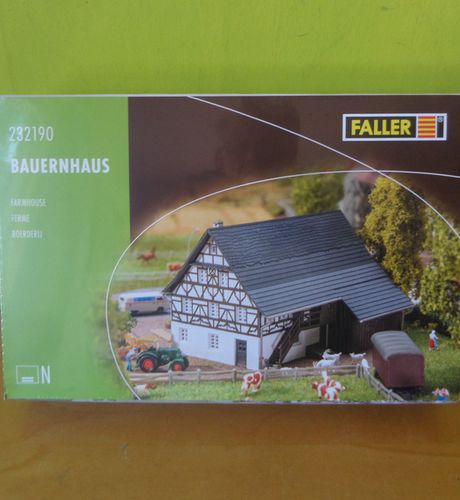 232190
BAUERNHAUS
FARMHOUSE
FERME
BOERDERIJ
FALLER
N